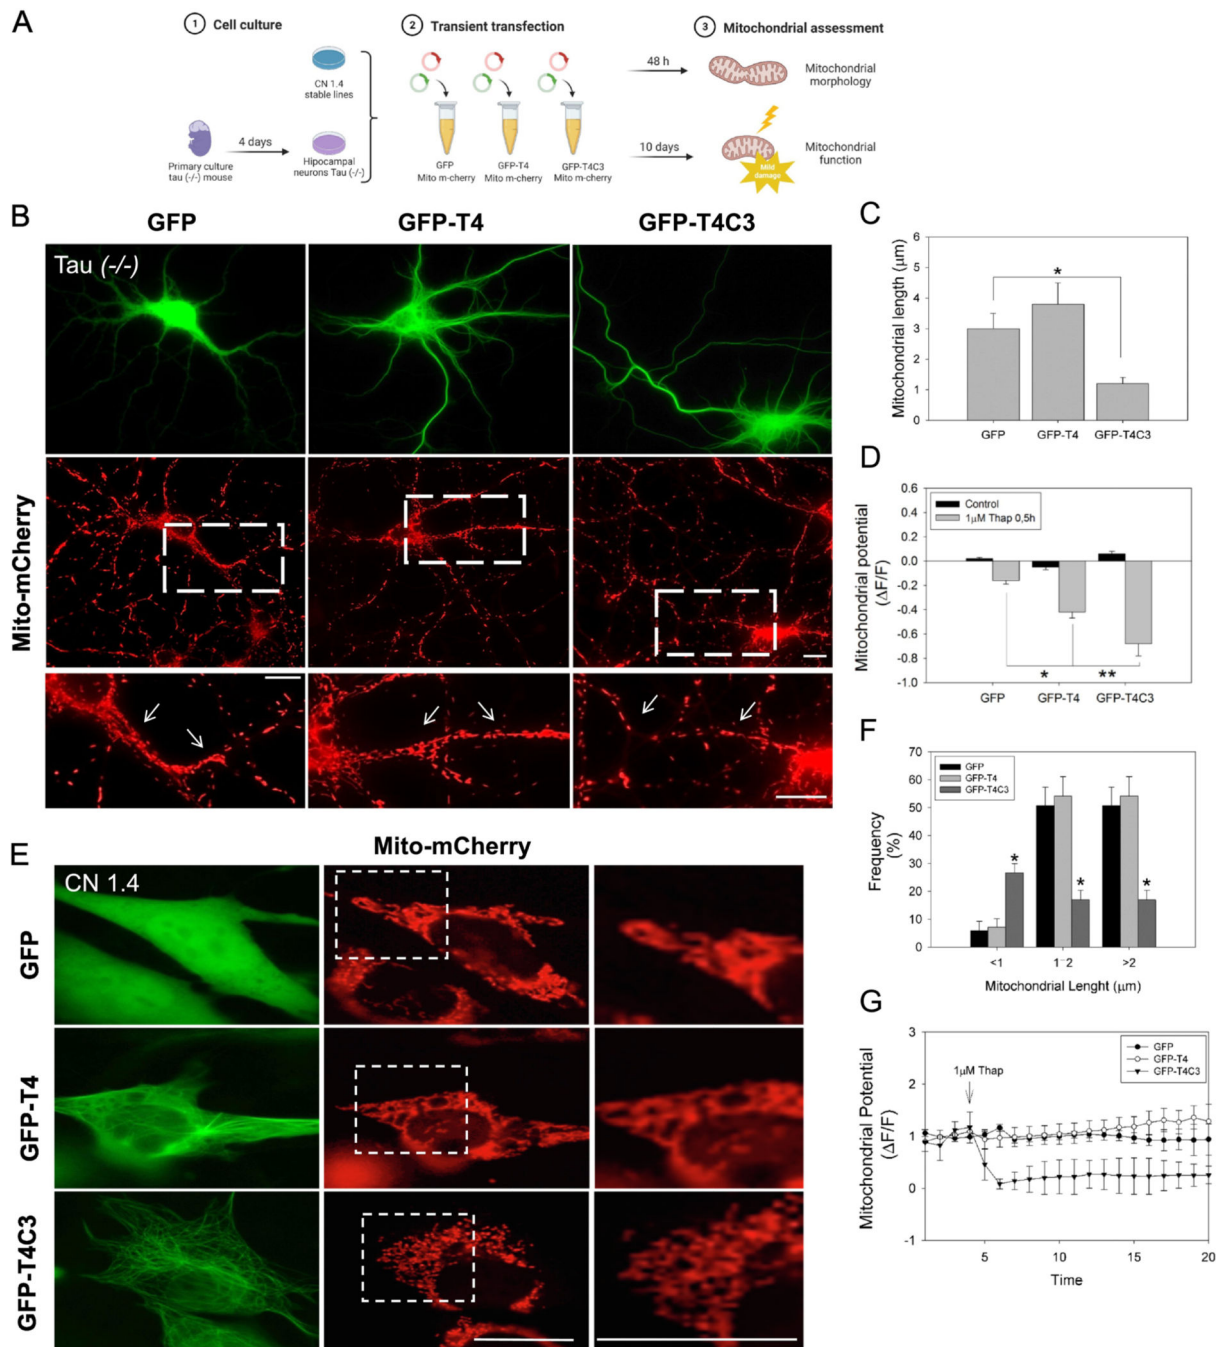 A
1 Cell culture
2 Transient transfection
3 Mitochondrial assessment
CN 1.4
stable lines
4 days
Primary culture
tau (-/-) mouse
Hipocampal
neurons Tau (-/-)
GFP
Mito m-cherry
GFP-T4
Mito m-cherry
GFP-T4C3
Mito m-cherry
48 h
Mitochondrial
morphology
10 days
Mild
damage
Mitochondrial
function
B
GFP
GFP-T4
GFP-T4C3
Tau (-/-)
Mito-mCherry
C
Mitochondrial length (μm)
6
5
4
3
2
1
0
*
GFP
GFP-T4
GFP-T4C3
D
Mitochondrial potential
(ΔF/F)
0.6
0.4
0.2
0.0
-0.2
-0.4
-0.6
-0.8
-1.0
Control
1μM Thap 0,5h
*
**
GFP
GFP-T4
GFP-T4C3
E
Mito-mCherry
CN 1.4
GFP
GFP-T4
GFP-T4C3
F
Frequency
(%)
70
60
50
40
30
20
10
0
GFP
GFP-T4
GFP-T4C3
*
*
*
<1
1-2
>2
Mitochondrial Lenght (μm)
G
Mitochondrial Potential
(ΔF/F)
3
2
1
0
-1
1μM Thap
GFP
GFP-T4
GFP-T4C3
5
10
15
20
Time